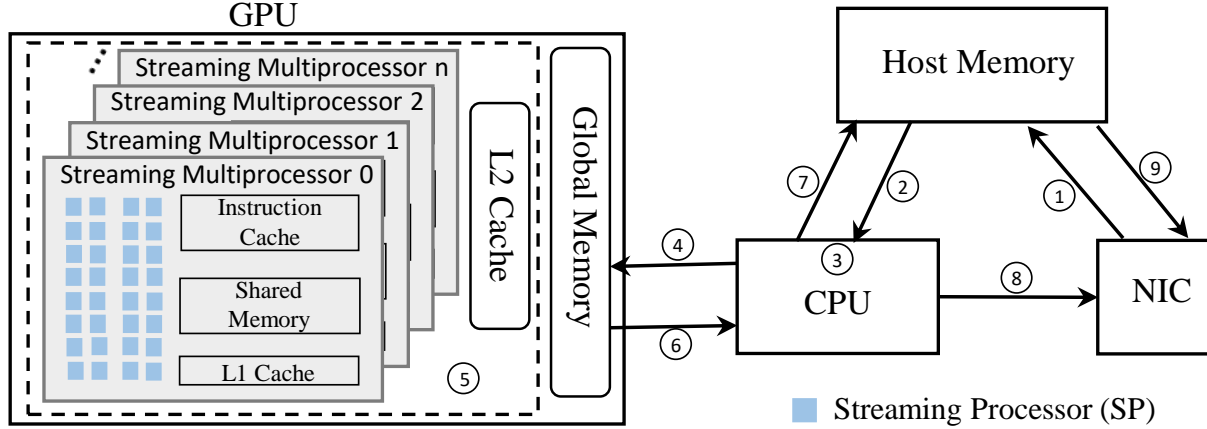 GPU
Streaming Multiprocessor n
Streaming Multiprocessor 2
Streaming Multiprocessor 1
Streaming Multiprocessor 0
Instruction
Cache
Shared
Memory
L1 Cache
L2 Cache
Global Memory
5
4
6
Host Memory
7
2
1
9
3
CPU
8
NIC
Streaming Processor (SP)